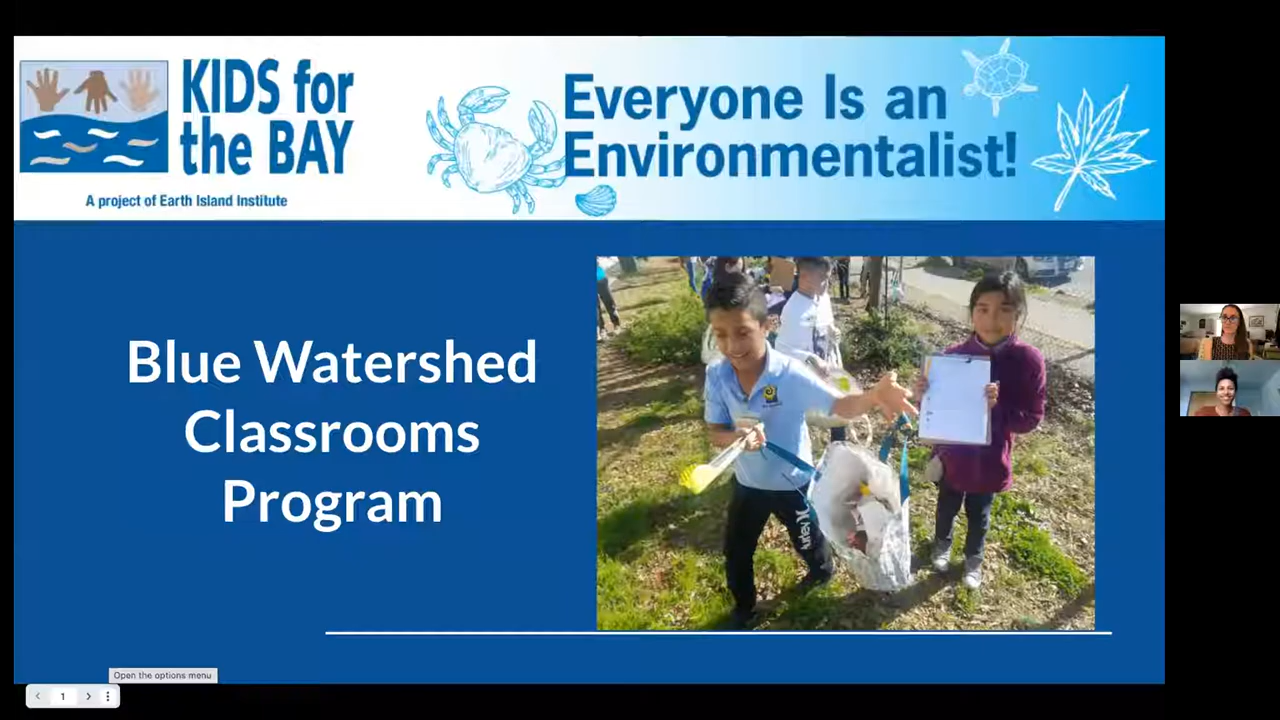 KIDS for
the BAY
A project of Earth Island Institute
Everyone Is an
Environmentalist!
Blue Watershed
Classrooms
Program
Hurley
Open the options menu
1